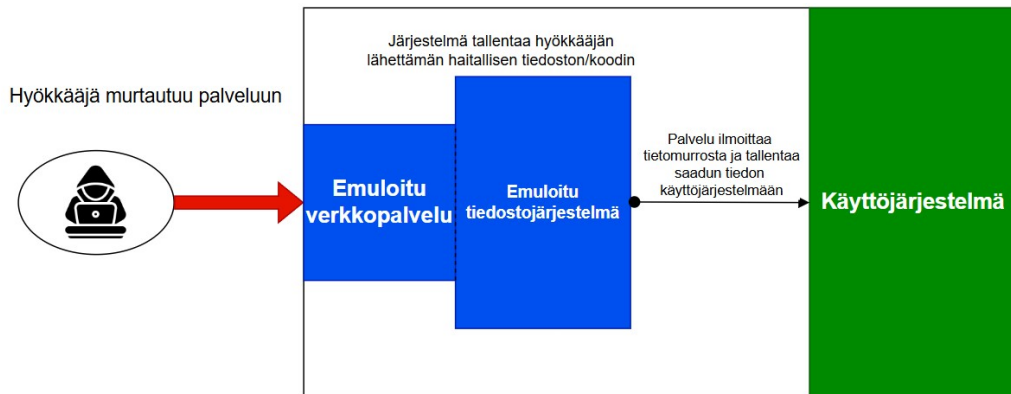 Järjestelmä tallentaa hyökkääjän
lähettämän haitallisen tiedoston/koodin
Hyökkääjä murtautuu palveluun
Emuloitu
verkkopalvelu
Emuloitu
tiedostojärjestelmä
Palvelu ilmoittaa
tietomurrosta ja tallentaa
saadun tiedon
käyttöjärjestelmään
Käyttöjärjestelmä